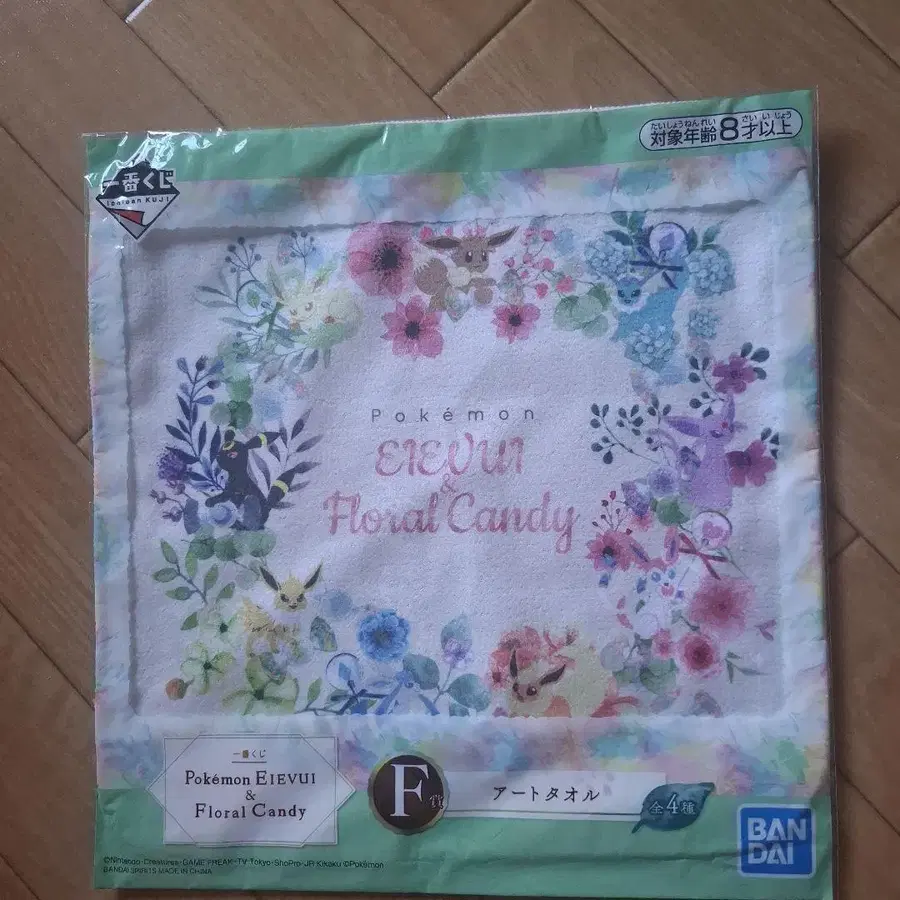 たいしょうねんれい さい い じょう
対象年齢8才以上
一番くじ
Ichiban KUJI
Pokémon
EIEVUI
&
Floral Candy
一番くじ
Pokémon EIEVUI
&
Floral Candy
F賞
アートタオル
全4種
BAN
DAI
©Nintendo・Creatures・GAME FREAK・TV Tokyo・ShoPro・JR Kikaku ©Pokémon
BANDAI SPIRITS MADE IN CHINA